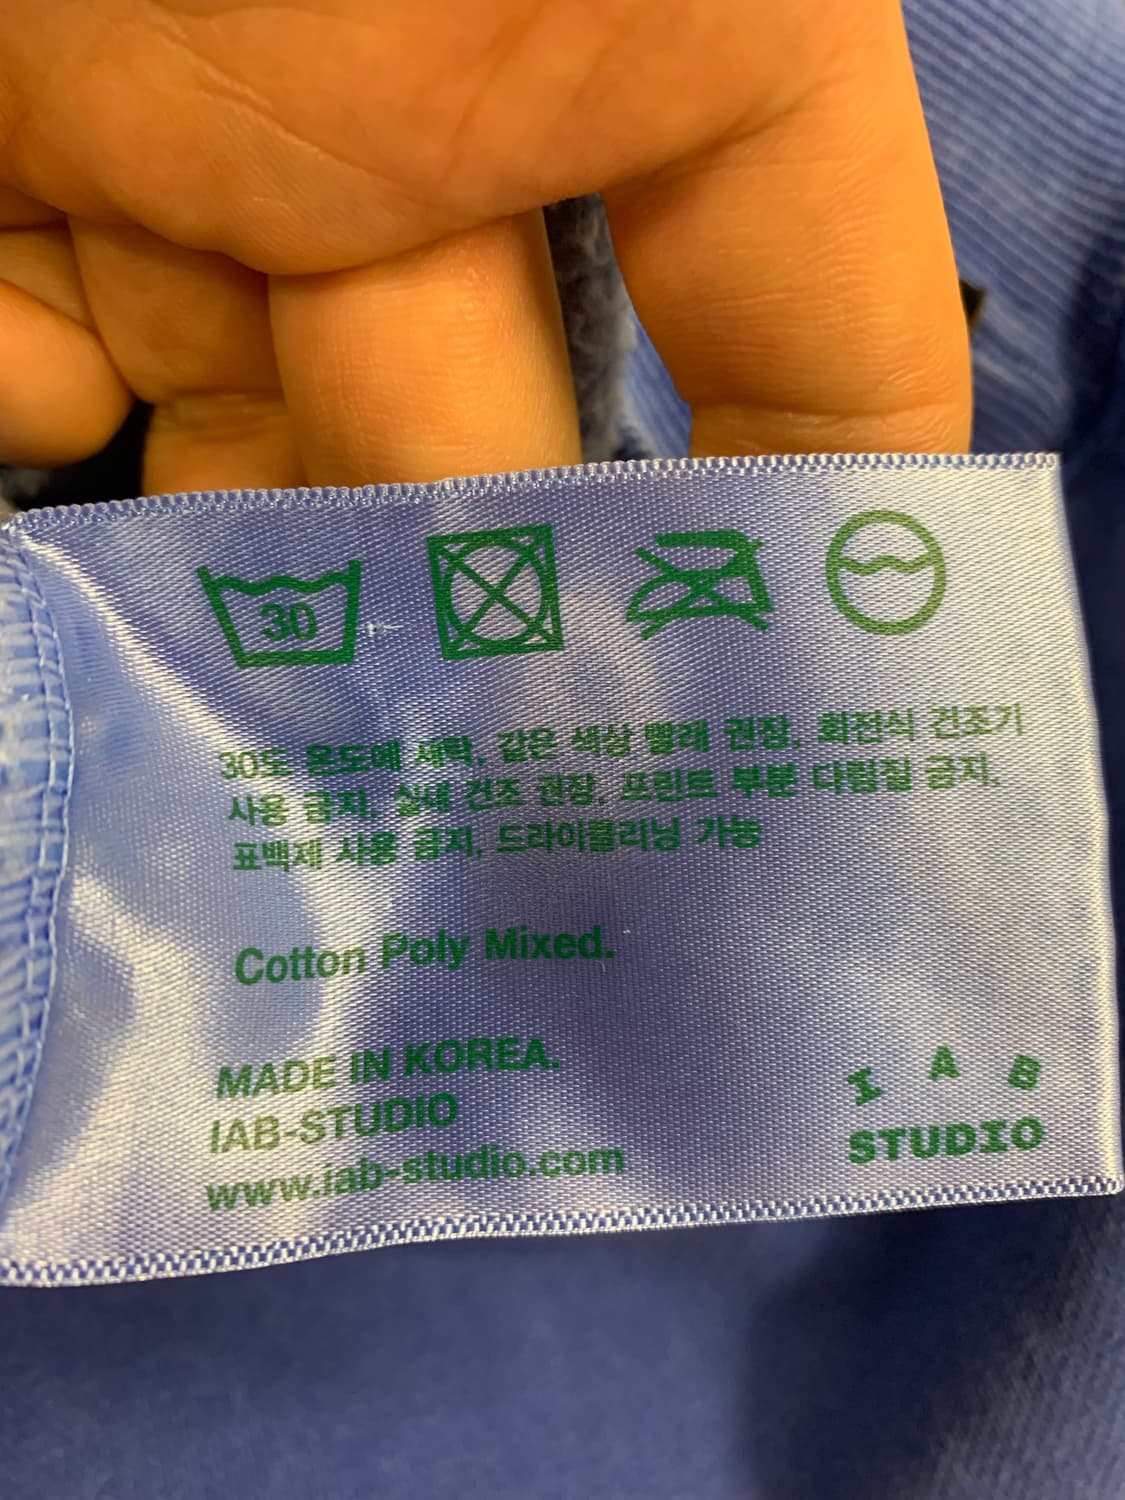 30
30도 온도에 세탁, 같은 색상 빨래 권장, 회전식 건조기
사용 금지, 실내 건조 권장, 프린트 부분 다림질 금지,
표백제 사용 금지, 드라이클리닝 가능
Cotton Poly Mixed.
MADE IN KOREA.
IAB-STUDIO
www.iab-studio.com
I A B
STUDIO